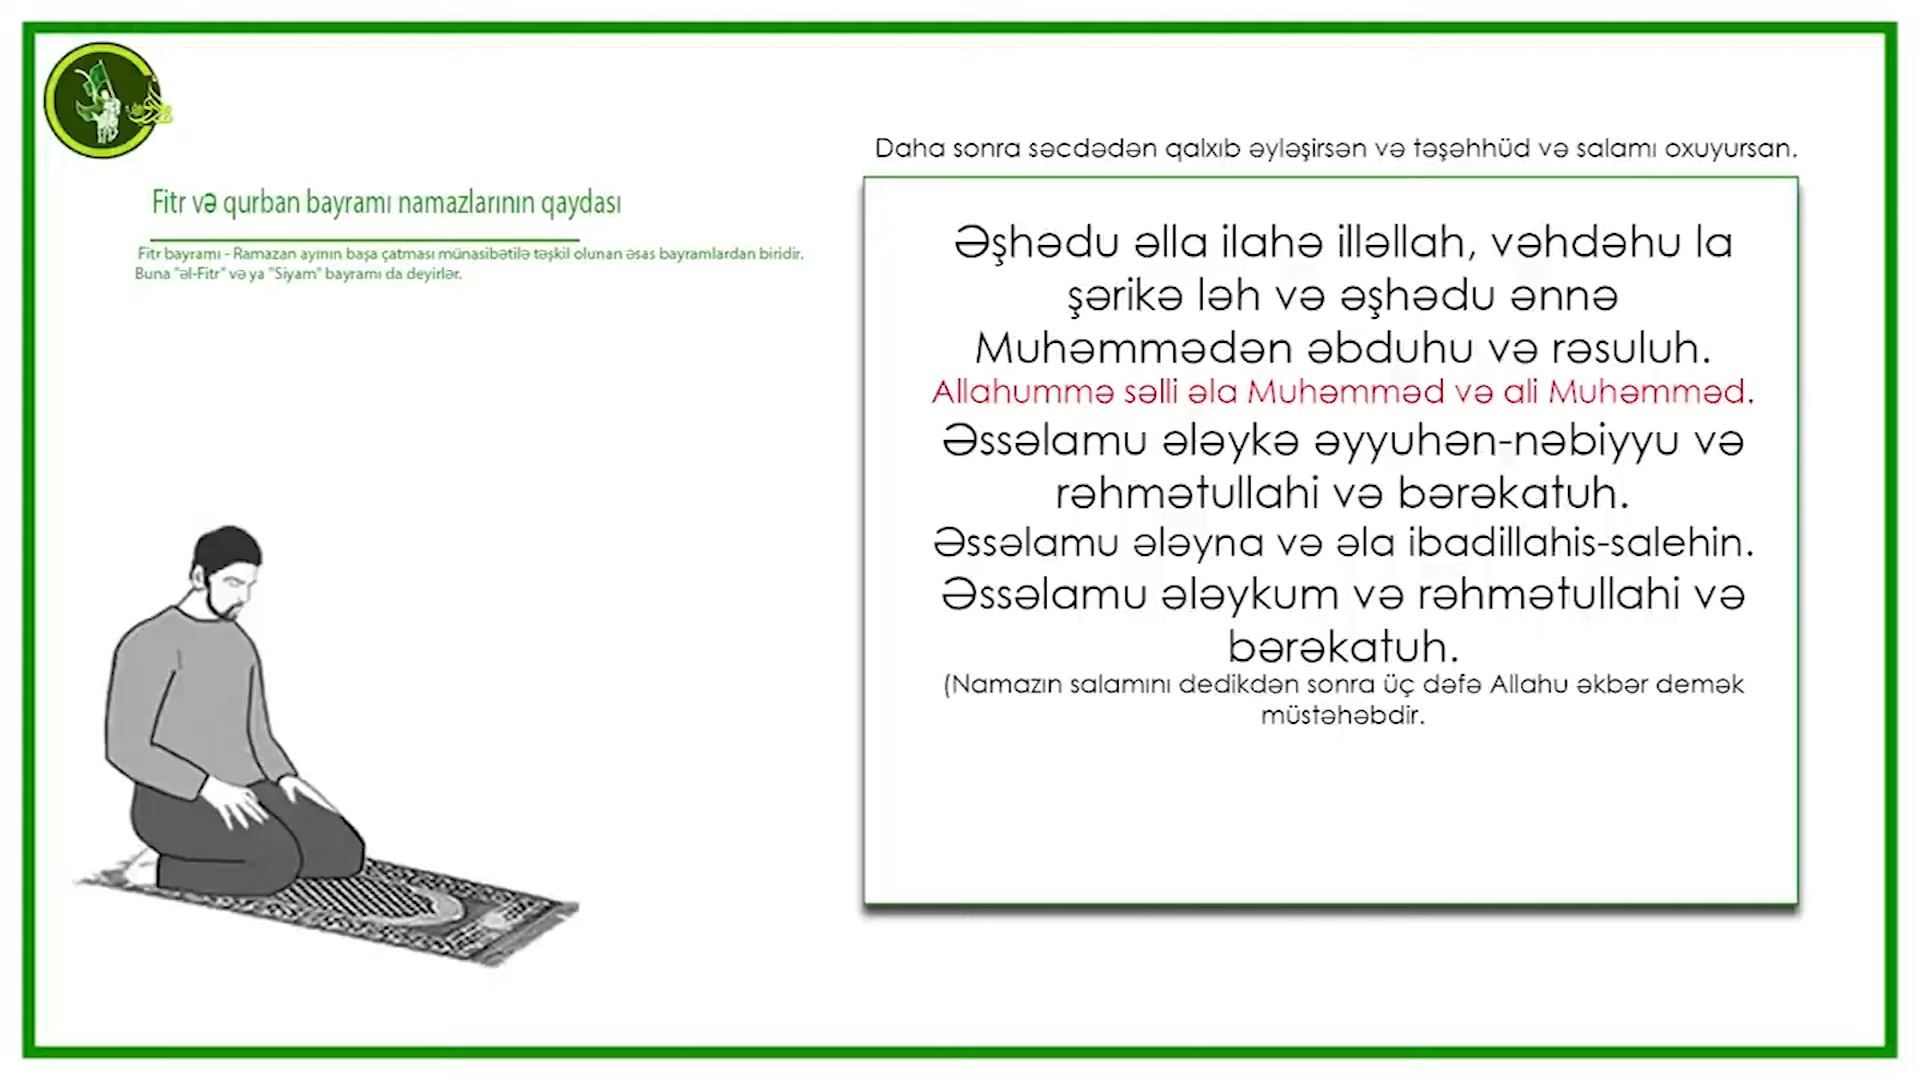 Fitr və qurban bayramı namazlarının qaydası
Fitr bayramı - Ramazan ayının başa çatması münasibətilə təşkil olunan əsas bayramlardan biridir.
Buna "əl-Fitr" və ya "Siyam" bayramı da deyirlər.
Daha sonra səcdədən qalxıb əyləşirsən və təşəhhüd və salamı oxuyursan.
Əşhədu əlla ilahə illəllah, vəhdəhu la
şərikə ləh və əşhədu ənnə
Muhəmmədən əbduhu və rəsuluh.
Allahummə səlli əla Muhəmməd və ali Muhəmməd.
Əssəlamu ələykə əyyuhən-nəbiyyu və
rəhmətullahi və bərəkatuh.
Əssəlamu ələyna və əla ibadillahis-salehin.
Əssəlamu ələykum və rəhmətullahi və
bərəkatuh.
(Namazın salamını dedikdən sonra üç dəfə Allahu əkbər demək
müstəhəbdir.